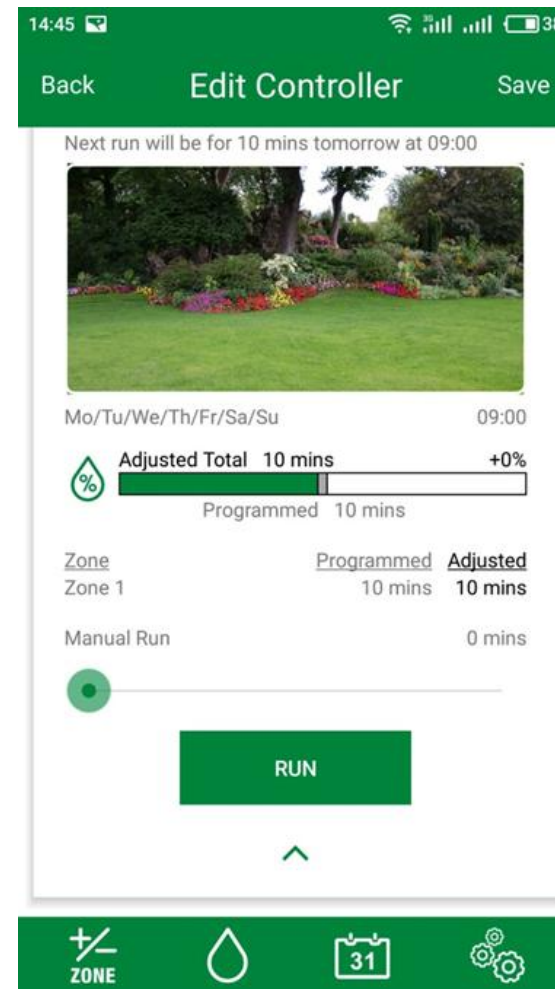 14:45 3G 38
Back Edit Controller Save
Next run will be for 10 mins tomorrow at 09:00
Mo/Tu/We/Th/Fr/Sa/Su 09:00
% Adjusted Total 10 mins +0%
Programmed 10 mins
Zone Programmed Adjusted
Zone 1 10 mins 10 mins
Manual Run 0 mins
RUN
+/-
ZONE 31